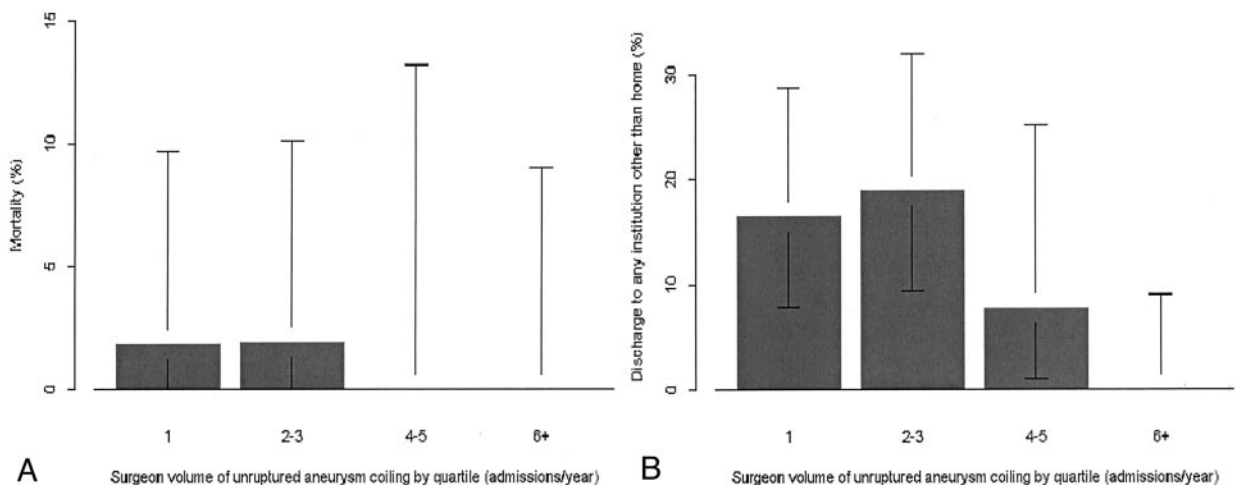 Mortality (%)
15
10
5
0
1 2-3 4-5 6+
A Surgeon volume of unruptured aneurysm coiling by quartile (admissions/year)
Discharge to any institution other than home (%)
30
20
10
0
1 2-3 4-5 6+
B Surgeon volume of unruptured aneurysm coiling by quartile (admissions/year)